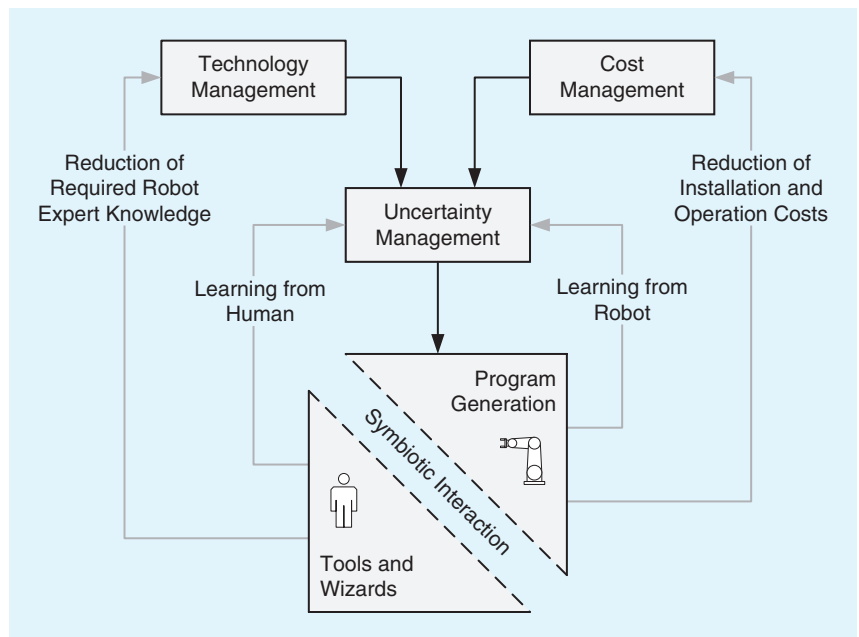 Technology
Management
Cost
Management
Reduction of
Required Robot
Expert Knowledge
Reduction of
Installation and
Operation Costs
Uncertainty
Management
Learning from
Human
Learning from
Robot
Program
Generation
Symbiotic Interaction
Tools and
Wizards